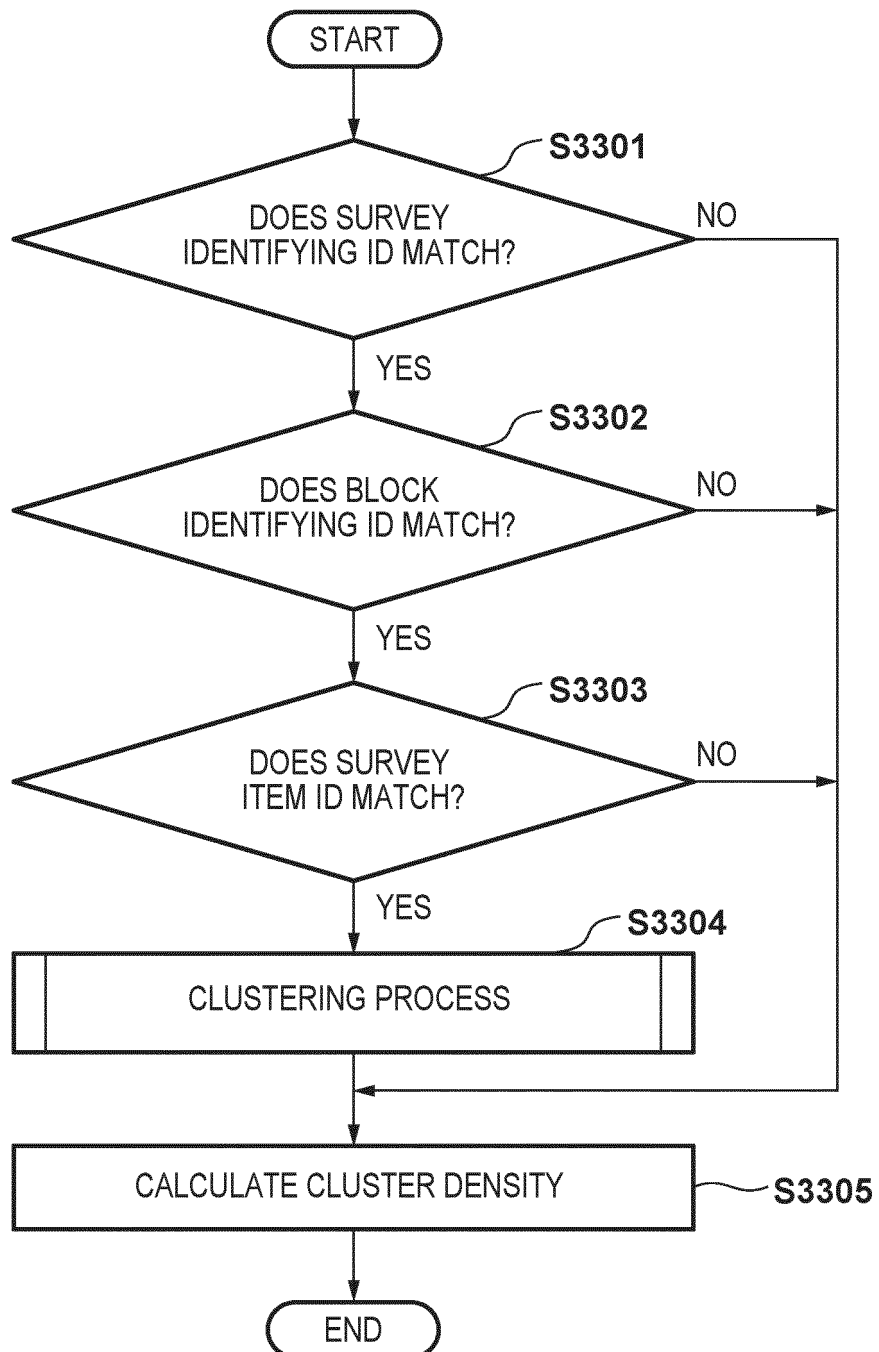 START
S3301
DOES SURVEY
IDENTIFYING ID MATCH?
NO
YES
S3302
DOES BLOCK
IDENTIFYING ID MATCH?
NO
YES
S3303
DOES SURVEY
ITEM ID MATCH?
NO
YES
S3304
CLUSTERING PROCESS
CALCULATE CLUSTER DENSITY
S3305
END